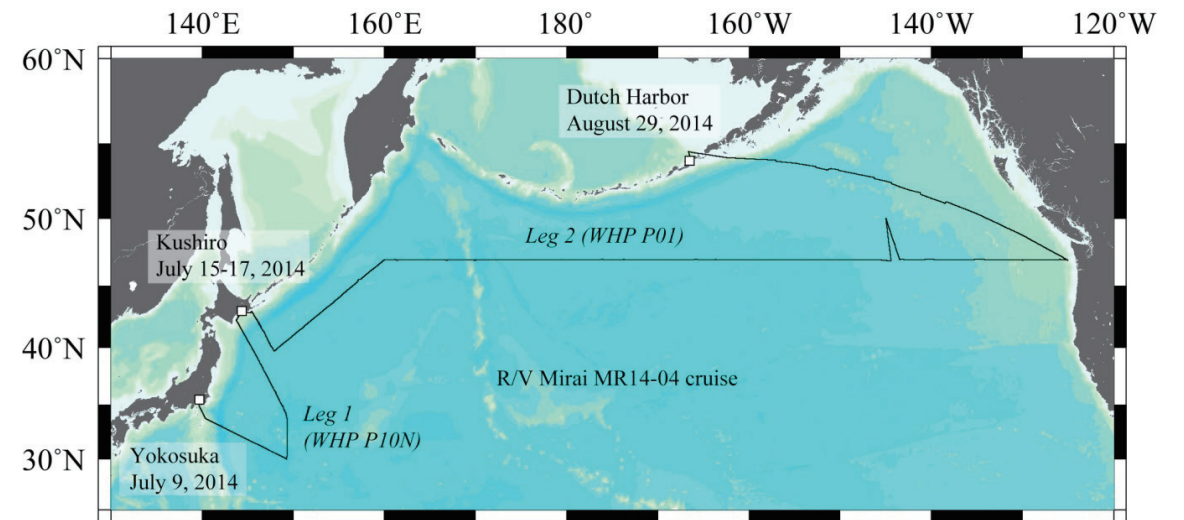 140˚E 160˚E 180˚ 160˚W 140˚W 120˚W
60˚N
Dutch Harbor
August 29, 2014
50˚N
Leg 2 (WHP P01)
Kushiro
July 15-17, 2014
40˚N
R/V Mirai MR14-04 cruise
Leg 1
(WHP P10N)
30˚N
Yokosuka
July 9, 2014